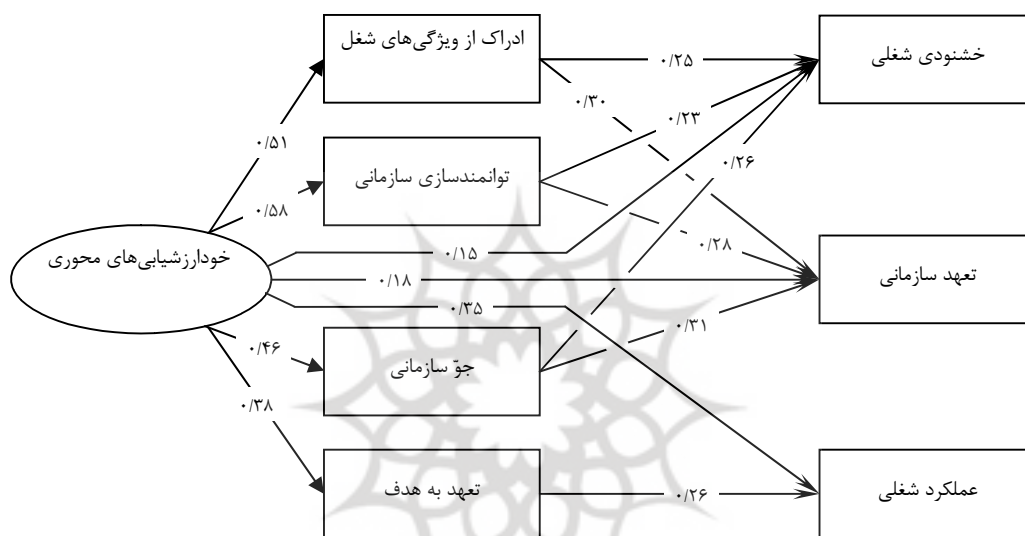 ادراک از ویژگی‌های شغل
خشنودی شغلی
۰/۲۵
۰/۳۰
۰/۲۳
۰/۵۱
۰/۲۶
توانمندسازی سازمانی
۰/۵۸
خودارزشیابی‌های محوری
۰/۱۵
۰/۲۸
تعهد سازمانی
۰/۱۸
۰/۳۵
۰/۳۱
۰/۴۶
جوّ سازمانی
۰/۳۸
تعهد به هدف
۰/۲۶
عملکرد شغلی